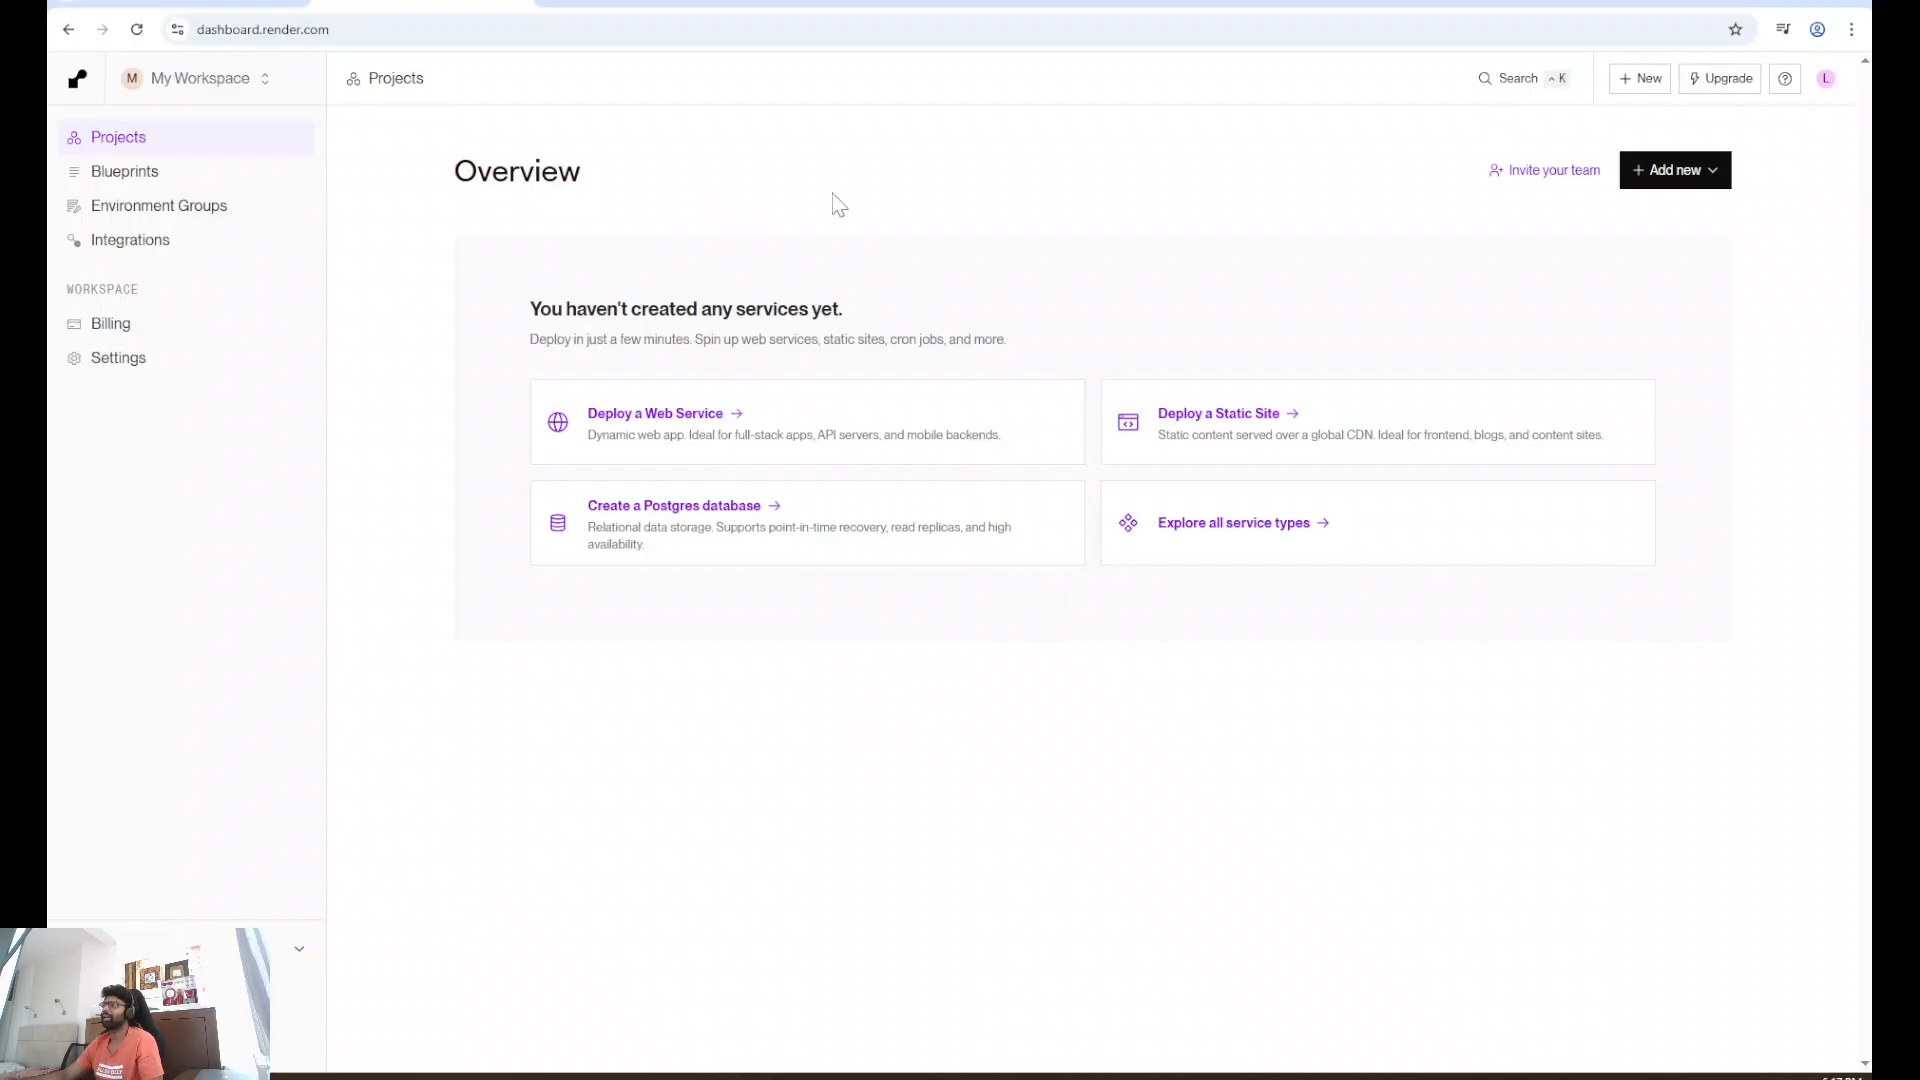 dashboard.render.com
M My Workspace
Projects
Search ^ K
+ New
Upgrade
L
Projects
Blueprints
Environment Groups
Integrations
WORKSPACE
Billing
Settings
Overview
Invite your team
+ Add new
You haven't created any services yet.
Deploy in just a few minutes. Spin up web services, static sites, cron jobs, and more.
Deploy a Web Service →
Dynamic web app. Ideal for full-stack apps, API servers, and mobile backends.
Deploy a Static Site →
Static content served over a global CDN. Ideal for frontend, blogs, and content sites.
Create a Postgres database →
Relational data storage. Supports point-in-time recovery, read replicas, and high
availability.
Explore all service types →